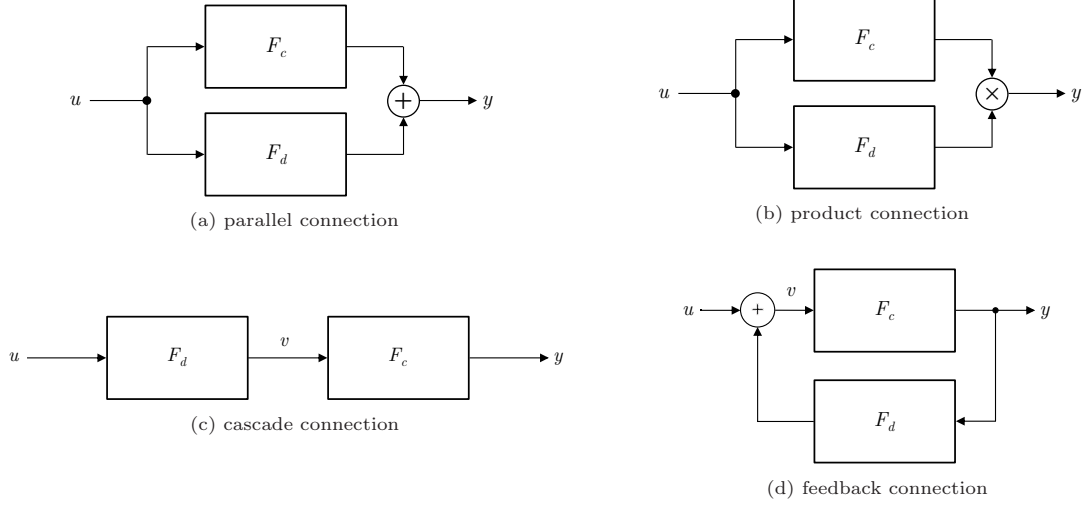 F_c
u
+
y
F_d
(a) parallel connection
F_c
u
×
y
F_d
(b) product connection
u
F_d
v
F_c
y
(c) cascade connection
u
+
v
F_c
y
F_d
(d) feedback connection